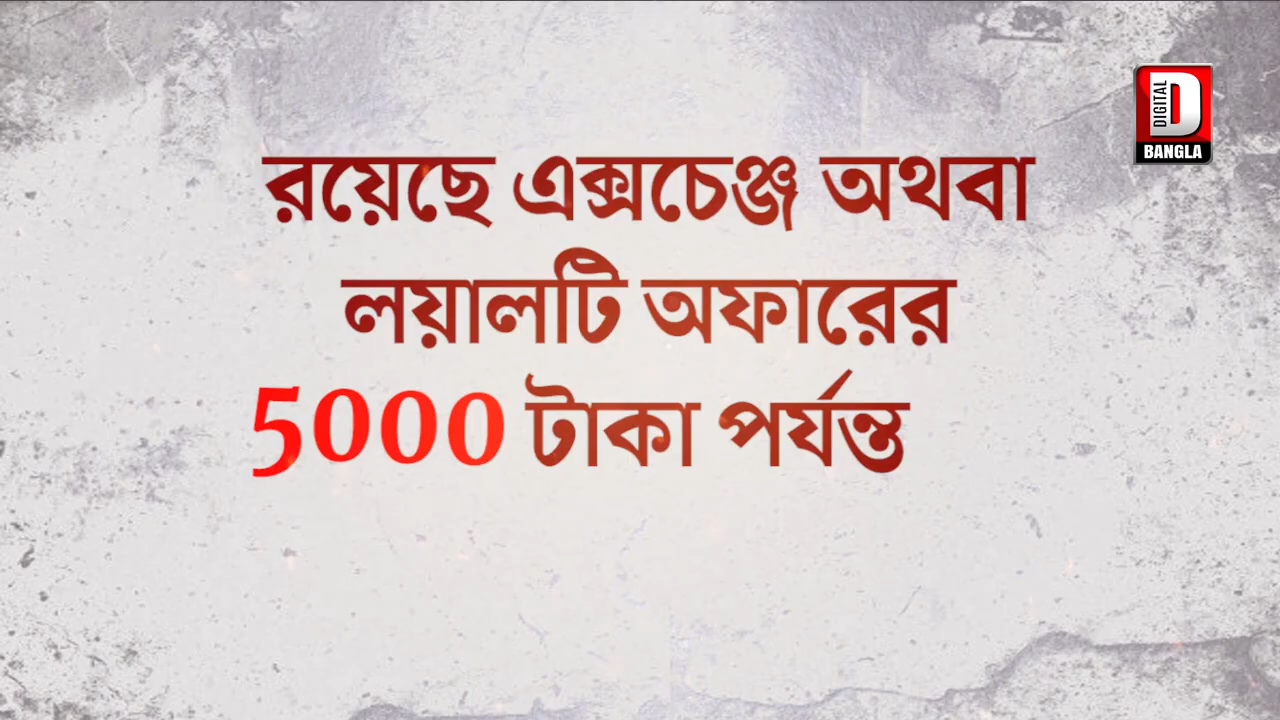 রয়েছে এক্সচেঞ্জ অথবা
লয়ালটি অফারের
5000 টাকা পর্যন্ত
DIGITAL
D
BANGLA